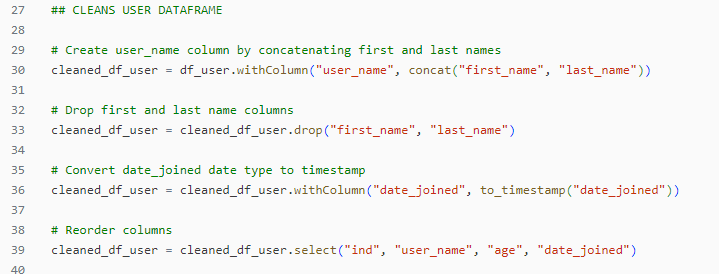 27 ## CLEANS USER DATAFRAME
28
29 # Create user_name column by concatenating first and last names
30 cleaned_df_user = df_user.withColumn("user_name", concat("first_name", "last_name"))
31
32 # Drop first and last name columns
33 cleaned_df_user = cleaned_df_user.drop("first_name", "last_name")
34
35 # Convert date_joined date type to timestamp
36 cleaned_df_user = cleaned_df_user.withColumn("date_joined", to_timestamp("date_joined"))
37
38 # Reorder columns
39 cleaned_df_user = cleaned_df_user.select("ind", "user_name", "age", "date_joined")
40